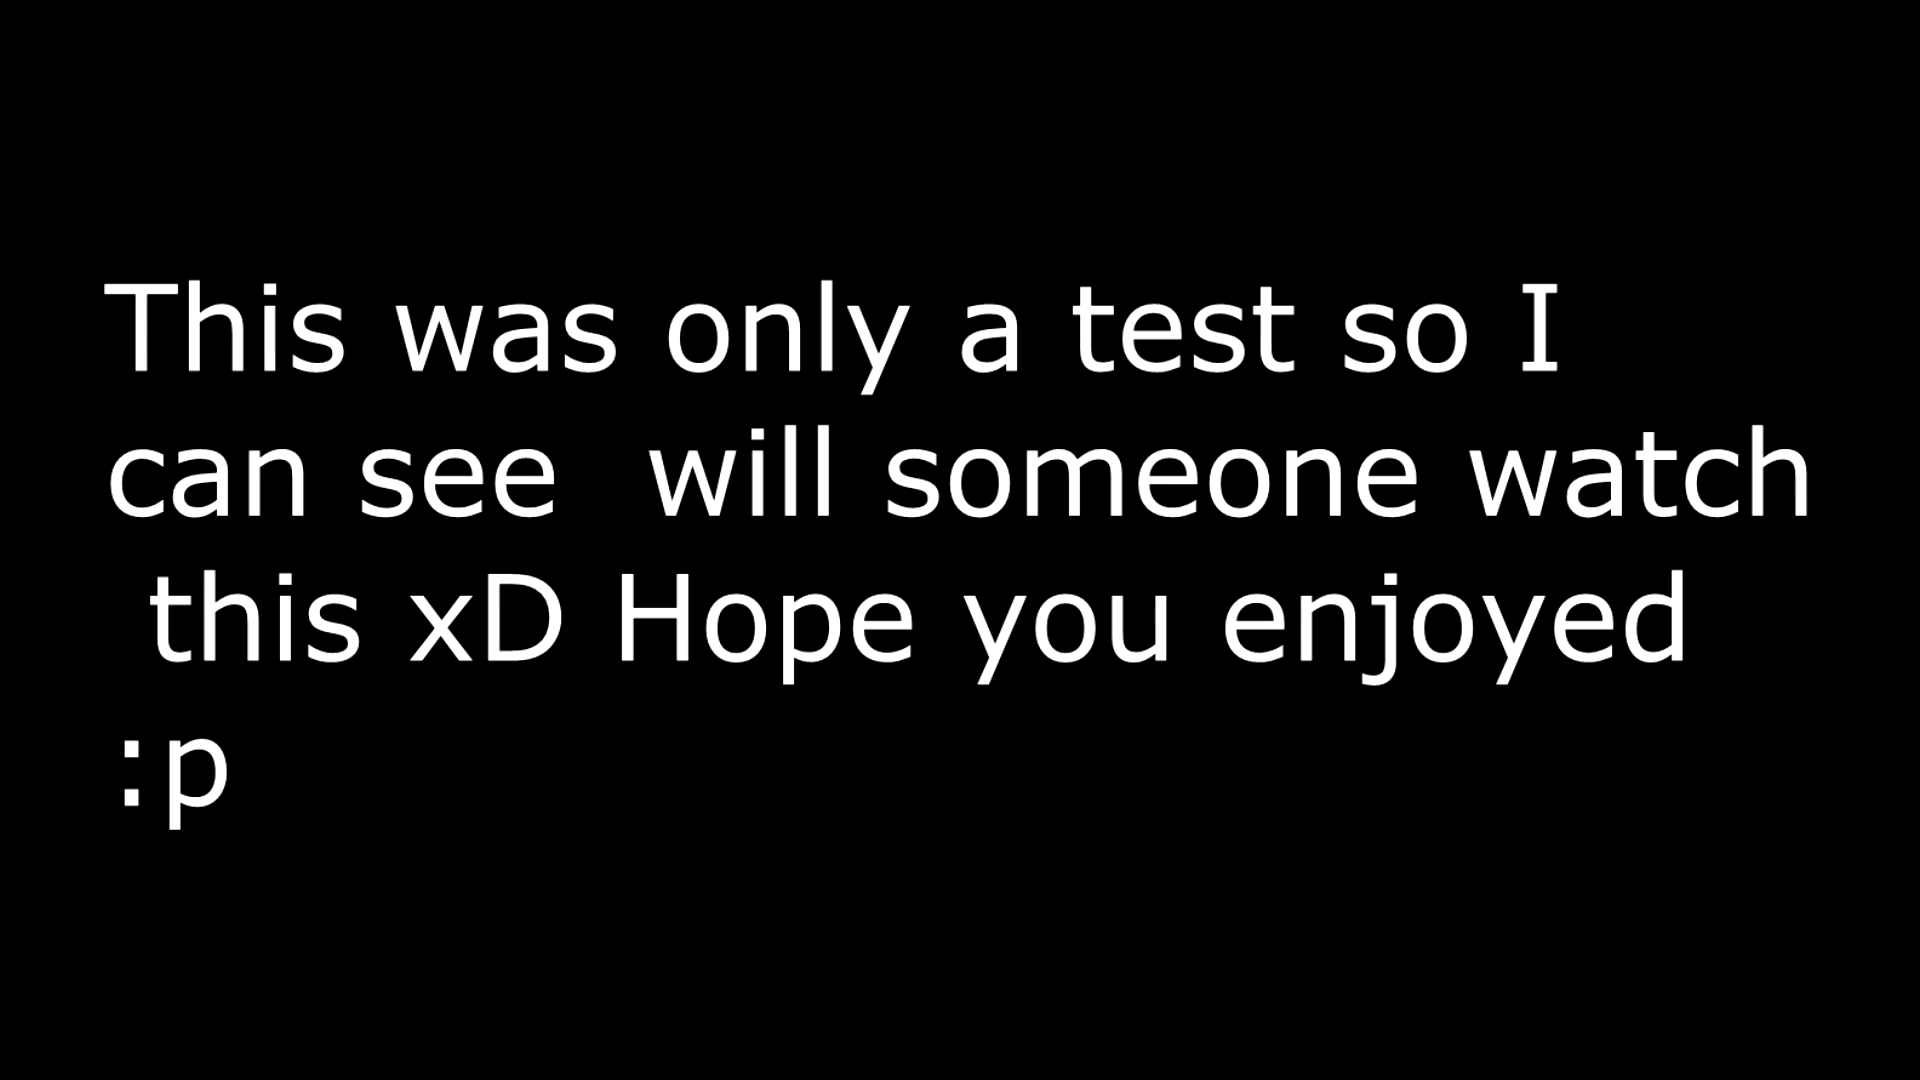 This was only a test so I
can see  will someone watch
 this xD Hope you enjoyed
:p